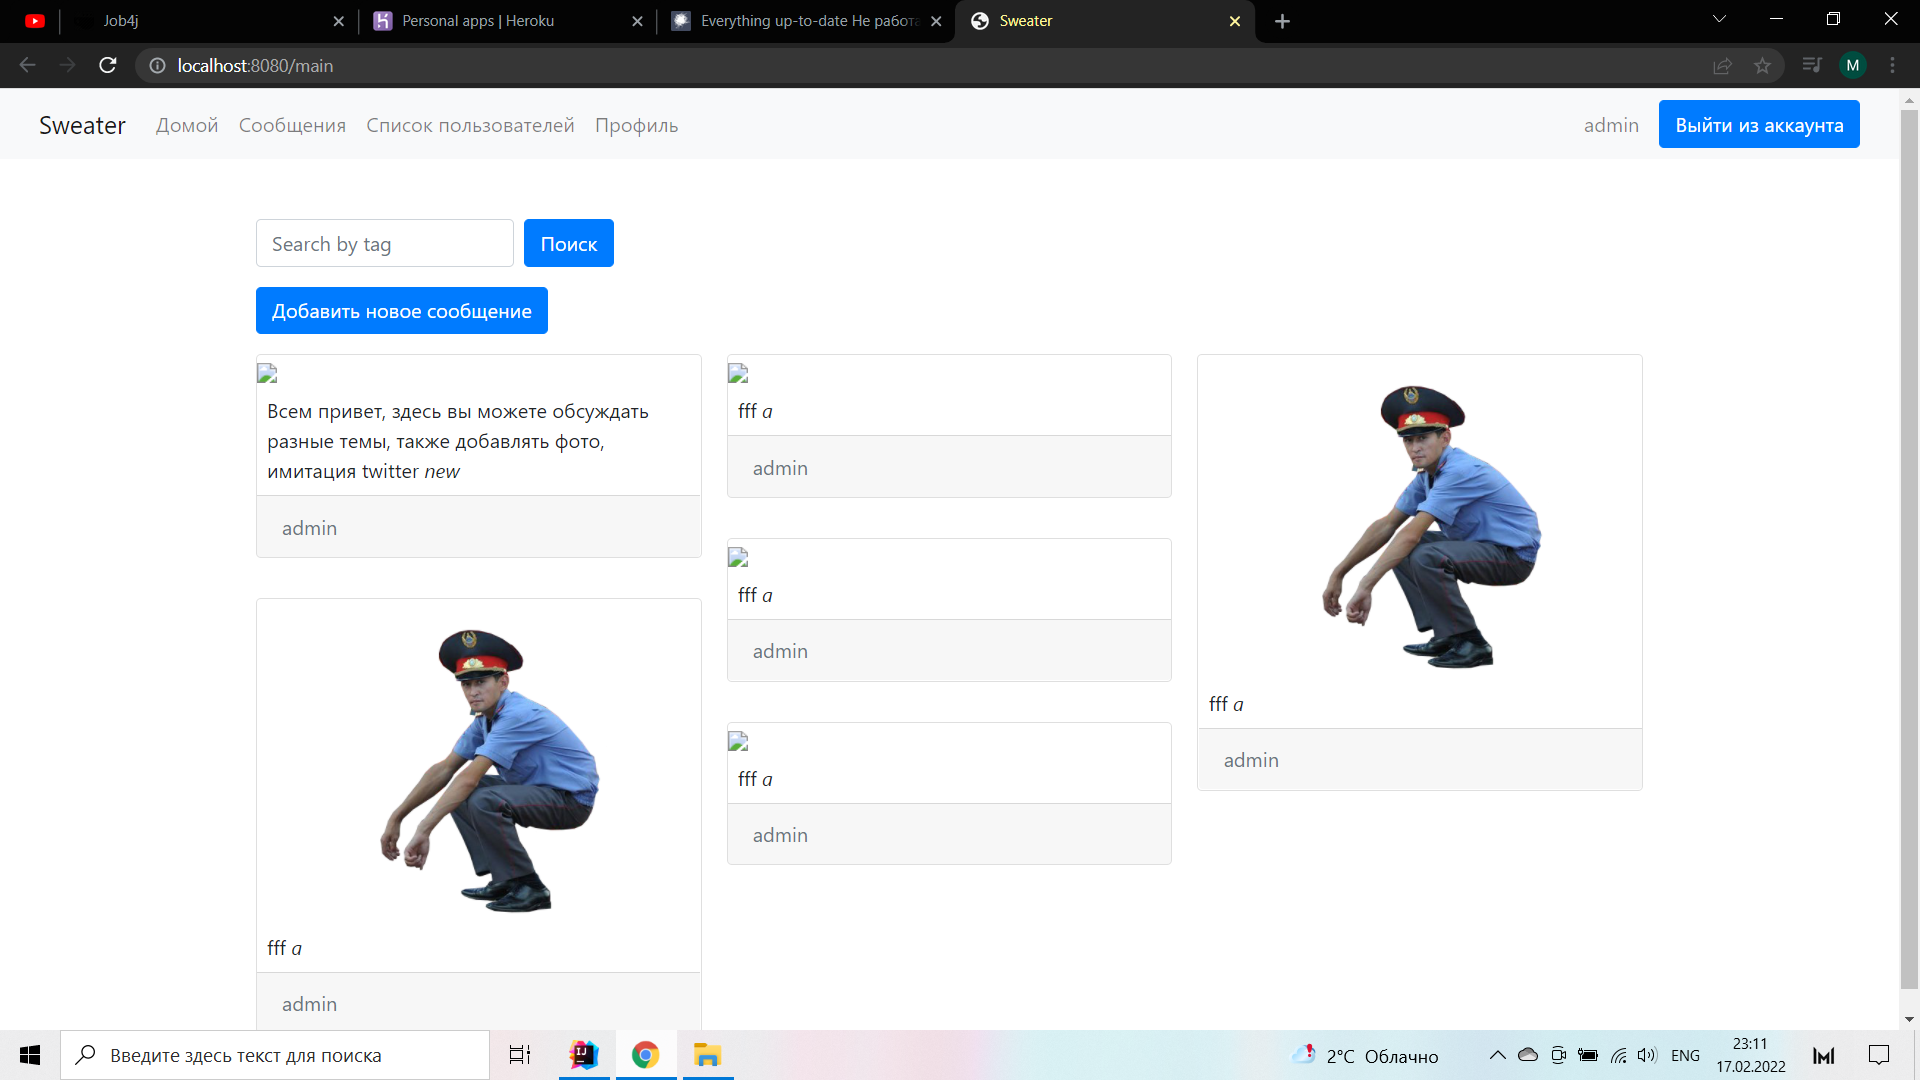 Job4j
Personal apps | Heroku
Everything up-to-date Не работа
Sweater
localhost:8080/main
M
Sweater
Домой
Сообщения
Список пользователей
Профиль
admin
Выйти из аккаунта
Search by tag
Поиск
Добавить новое сообщение
Всем привет, здесь вы можете обсуждать
разные темы, также добавлять фото,
имитация twitter new
admin
fff a
admin
fff a
admin
fff a
admin
fff a
admin
fff a
admin
Введите здесь текст для поиска
IJ
2°C Облачно
ENG
23:11
17.02.2022